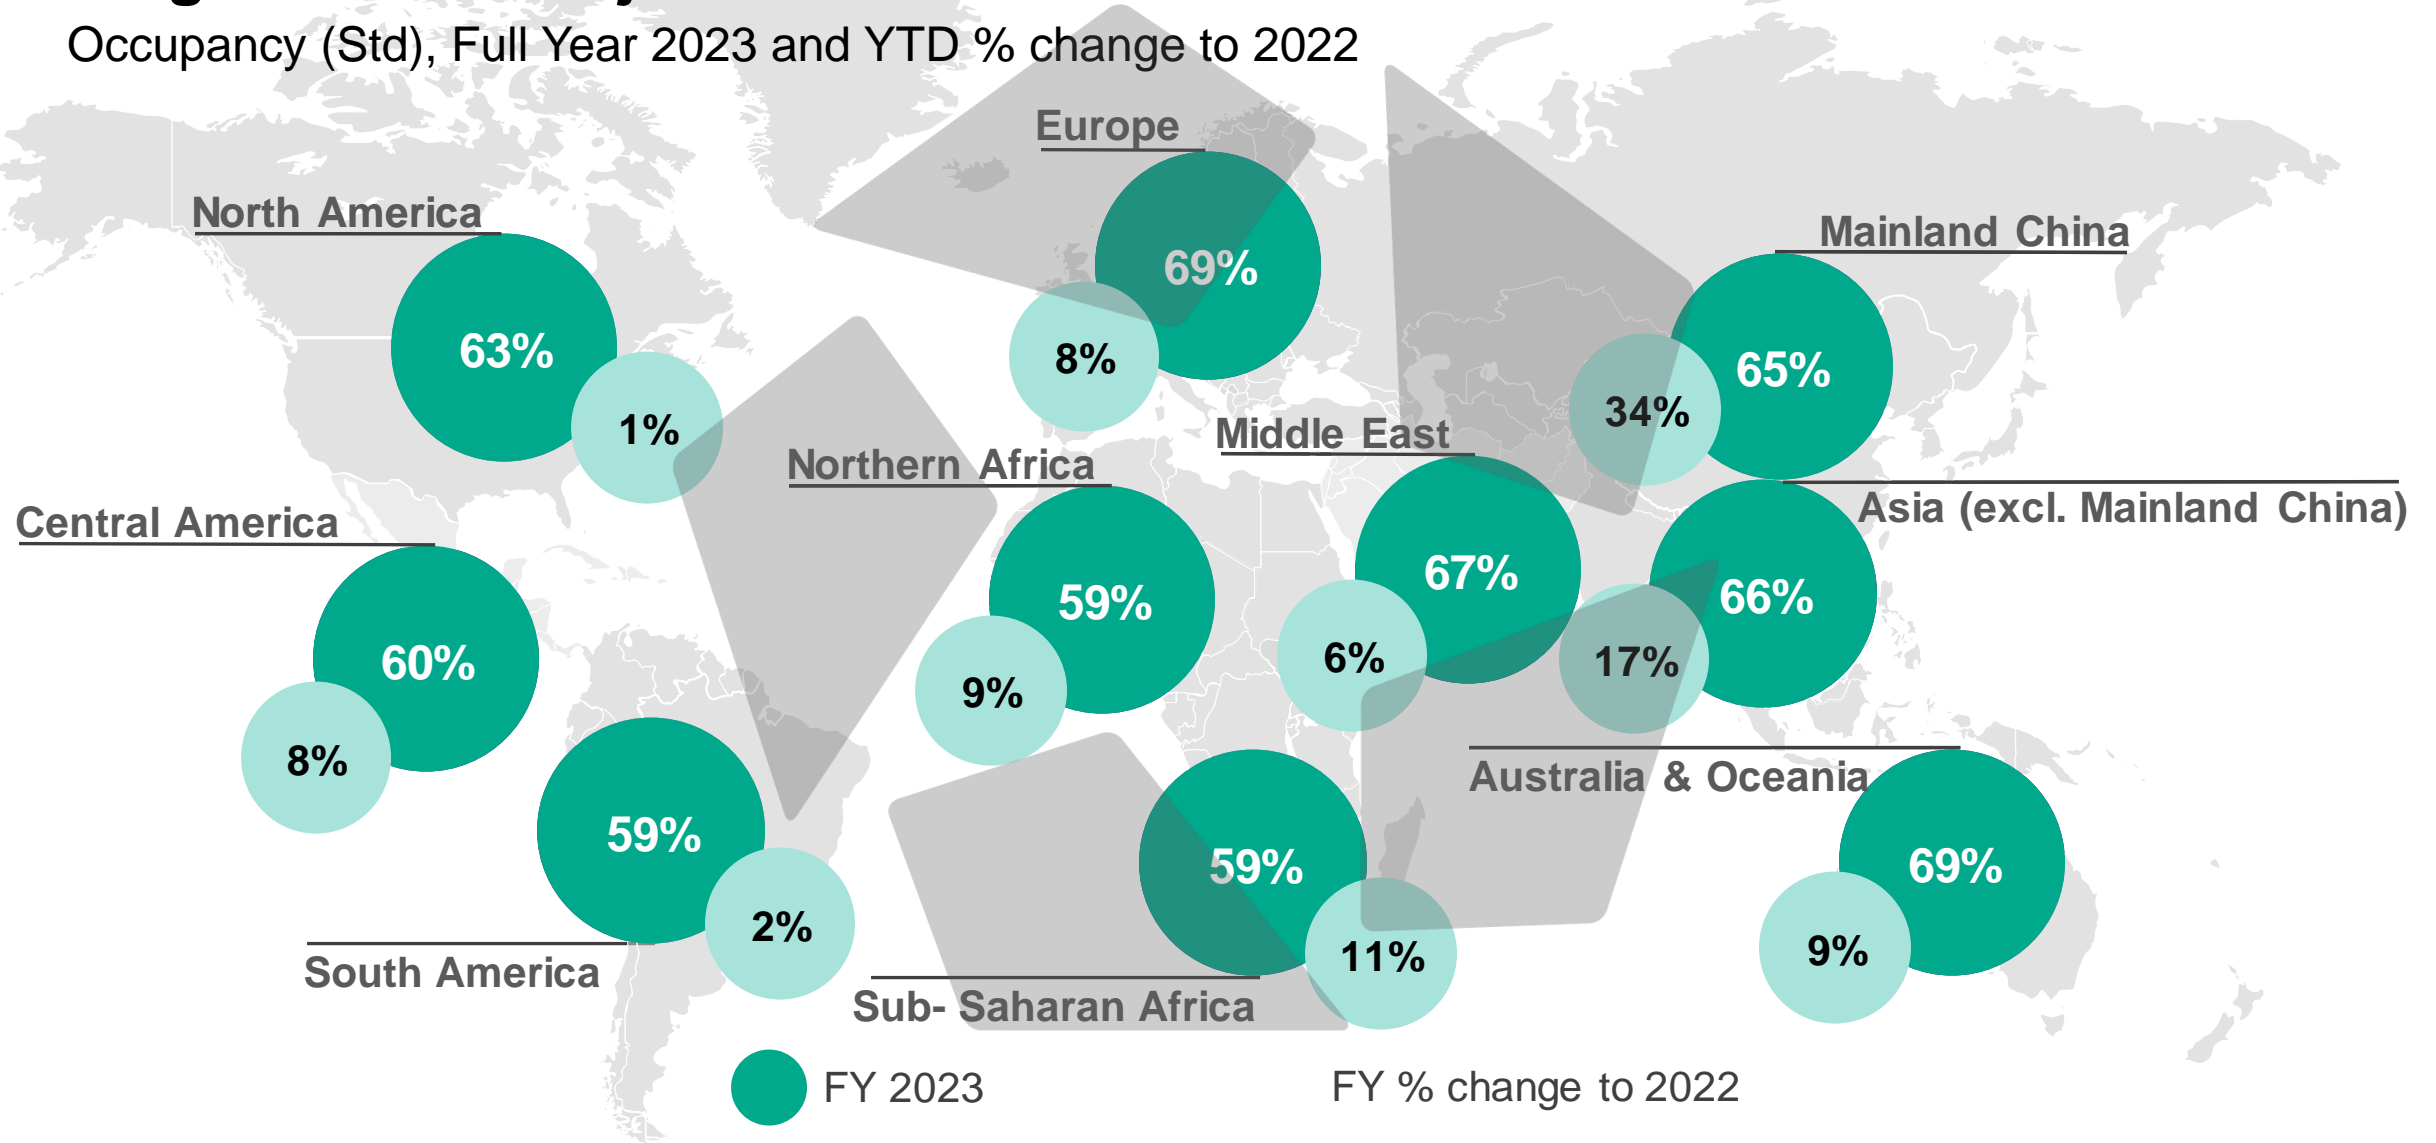 Occupancy (Std), Full Year 2023 and YTD % change to 2022
Europe
69%
8%
North America
63%
1%
Mainland China
65%
34%
Middle East
67%
6%
Northern Africa
59%
9%
Asia (excl. Mainland China)
66%
17%
Central America
60%
8%
59%
2%
South America
59%
11%
Sub- Saharan Africa
Australia & Oceania
69%
9%
FY 2023
FY % change to 2022